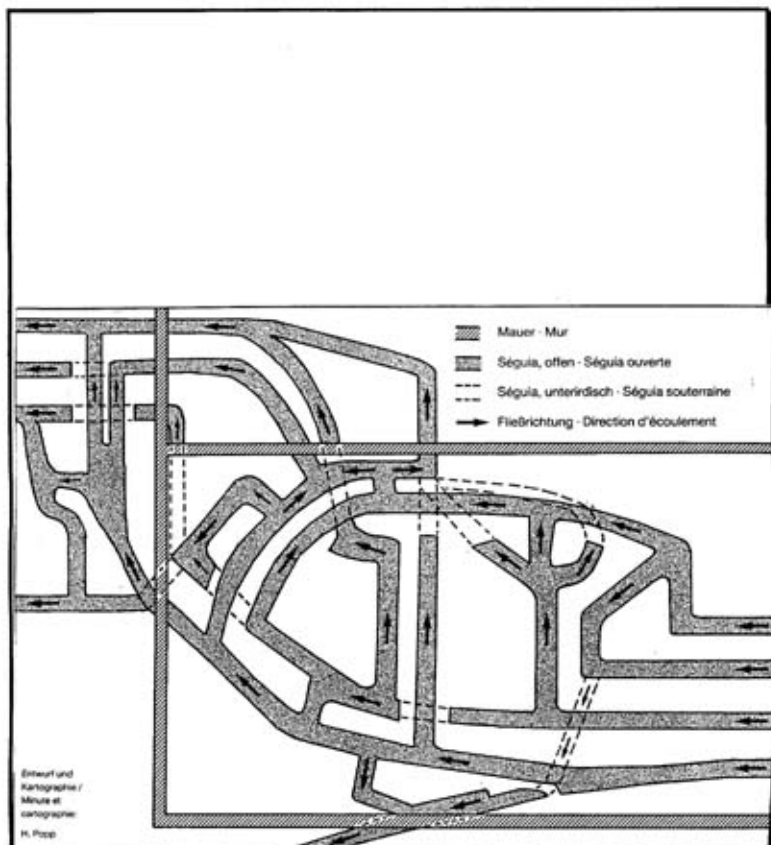 Mauer · Mur
Séguia, offen · Séguia ouverte
Séguia, unterirdisch · Séguia souterraine
Fließrichtung · Direction d'écoulement
Entwurf und
Kartographie /
Minute et
cartographie:
H. Popp